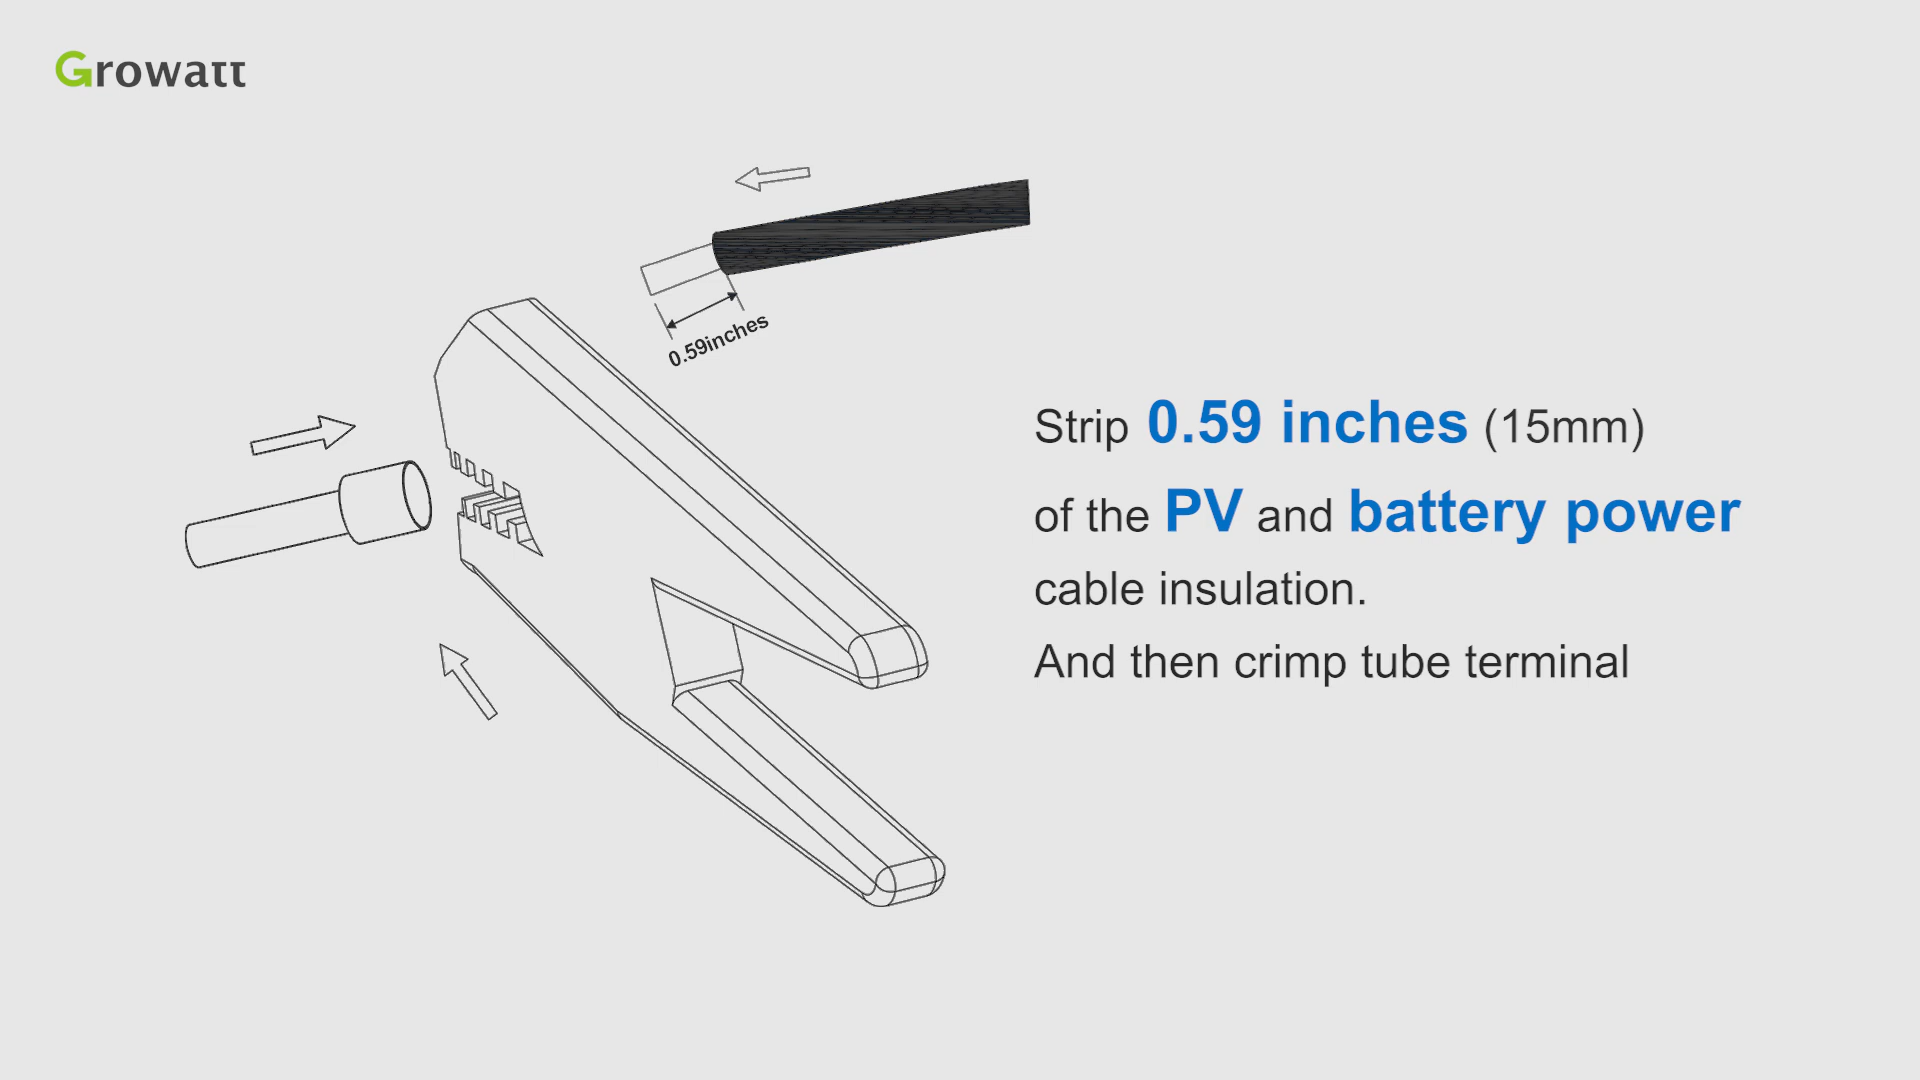 Growatt
0.59inches
Strip 0.59 inches (15mm)
of the PV and battery power
cable insulation.
And then crimp tube terminal